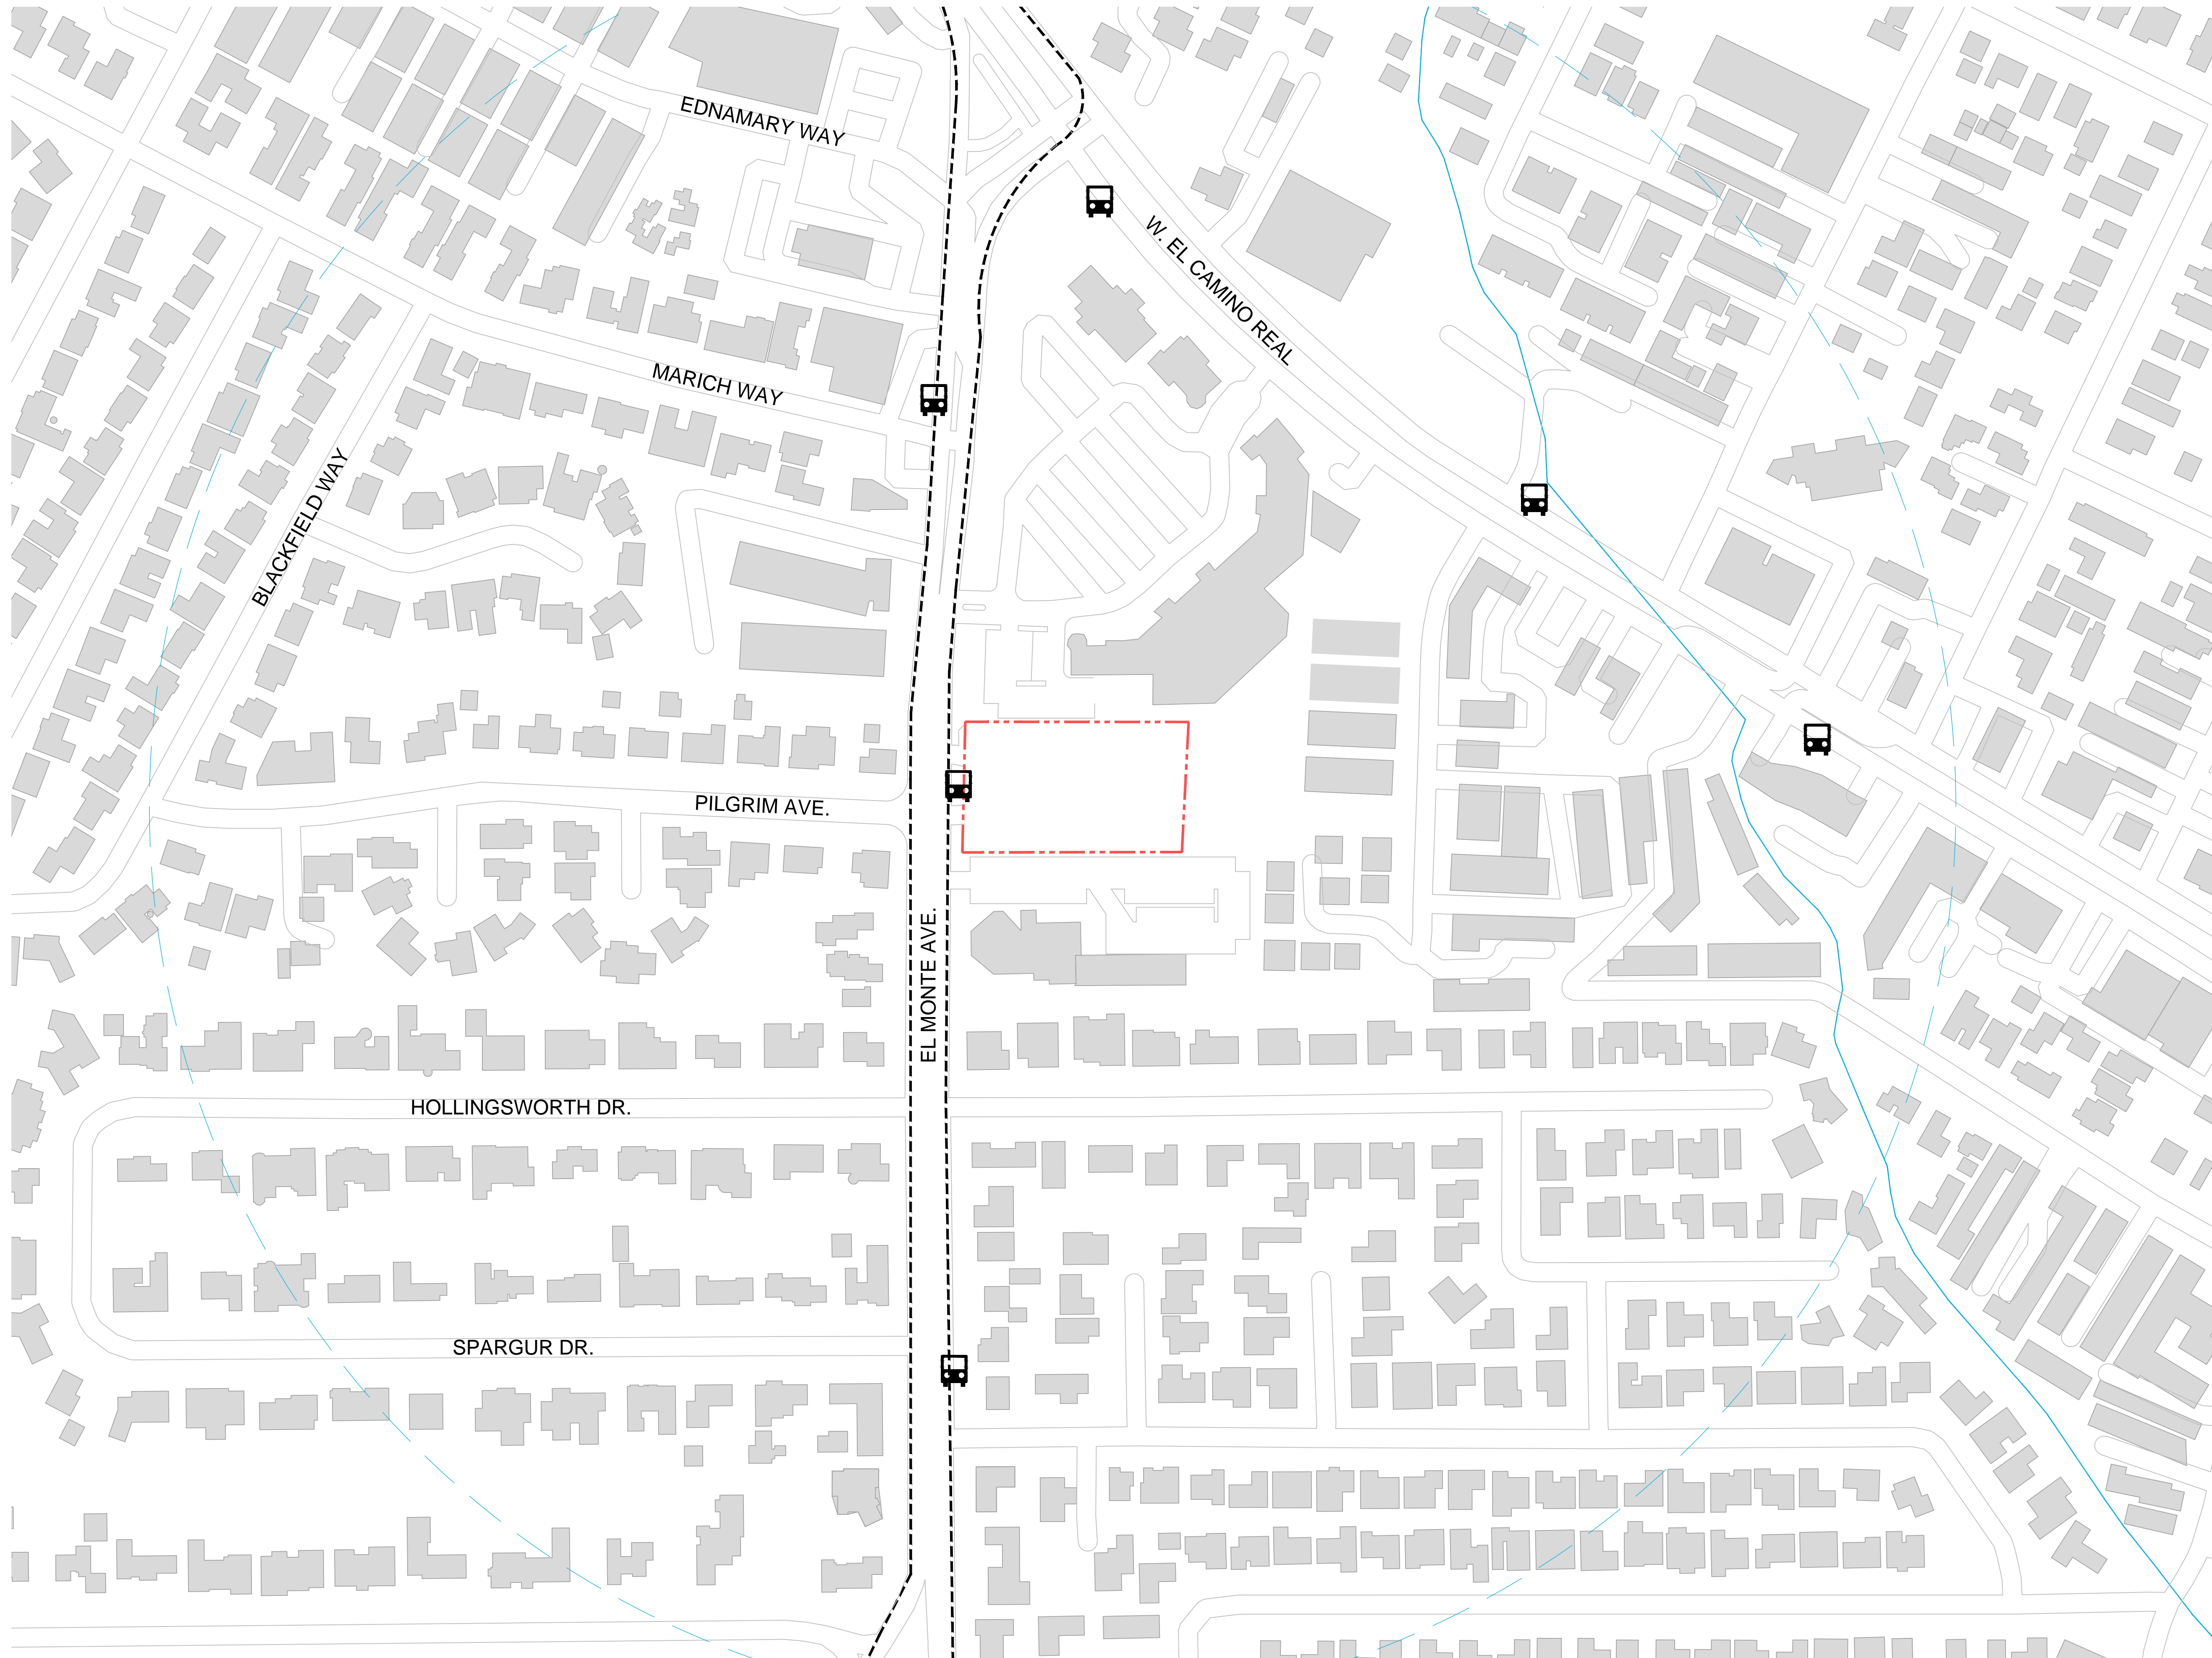 EDNAMARY WAY
W. EL CAMINO REAL
MARICH WAY
BLACKFIELD WAY
PILGRIM AVE.
EL MONTE AVE.
HOLLINGSWORTH DR.
SPARGUR DR.